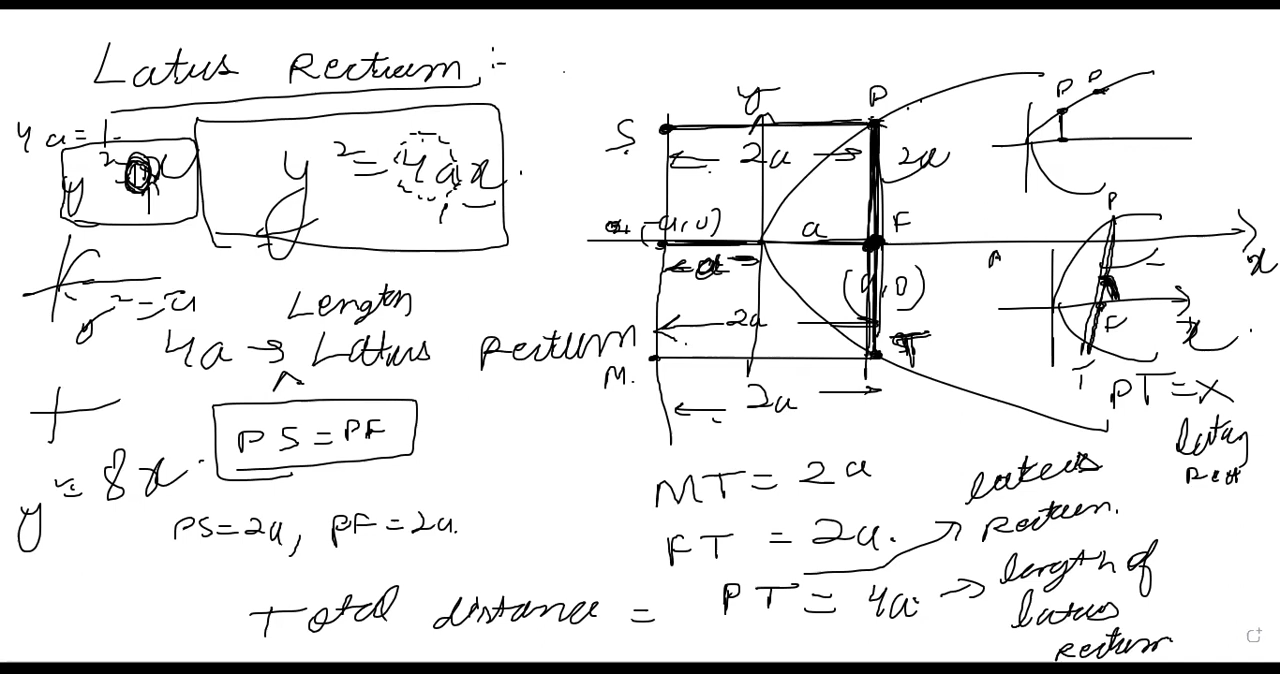 Latus Rectum :-
4a = 1
y² = x
y² = 4ax.
y² = x
Length
4a → Latus Rectum
PS = PF
y² = 8x.
PS = 2a, PF = 2a.
Total distance =
S
y
P
2a
2a
(-a, 0)
a
F
a
x
2a
T
M.
2a
MT = 2a
FT = 2a.
latus
Rectum.
PT = 4a. → length of
latus
Rectum
P
P
P
F
x
T
PT = X
Latus
Rect